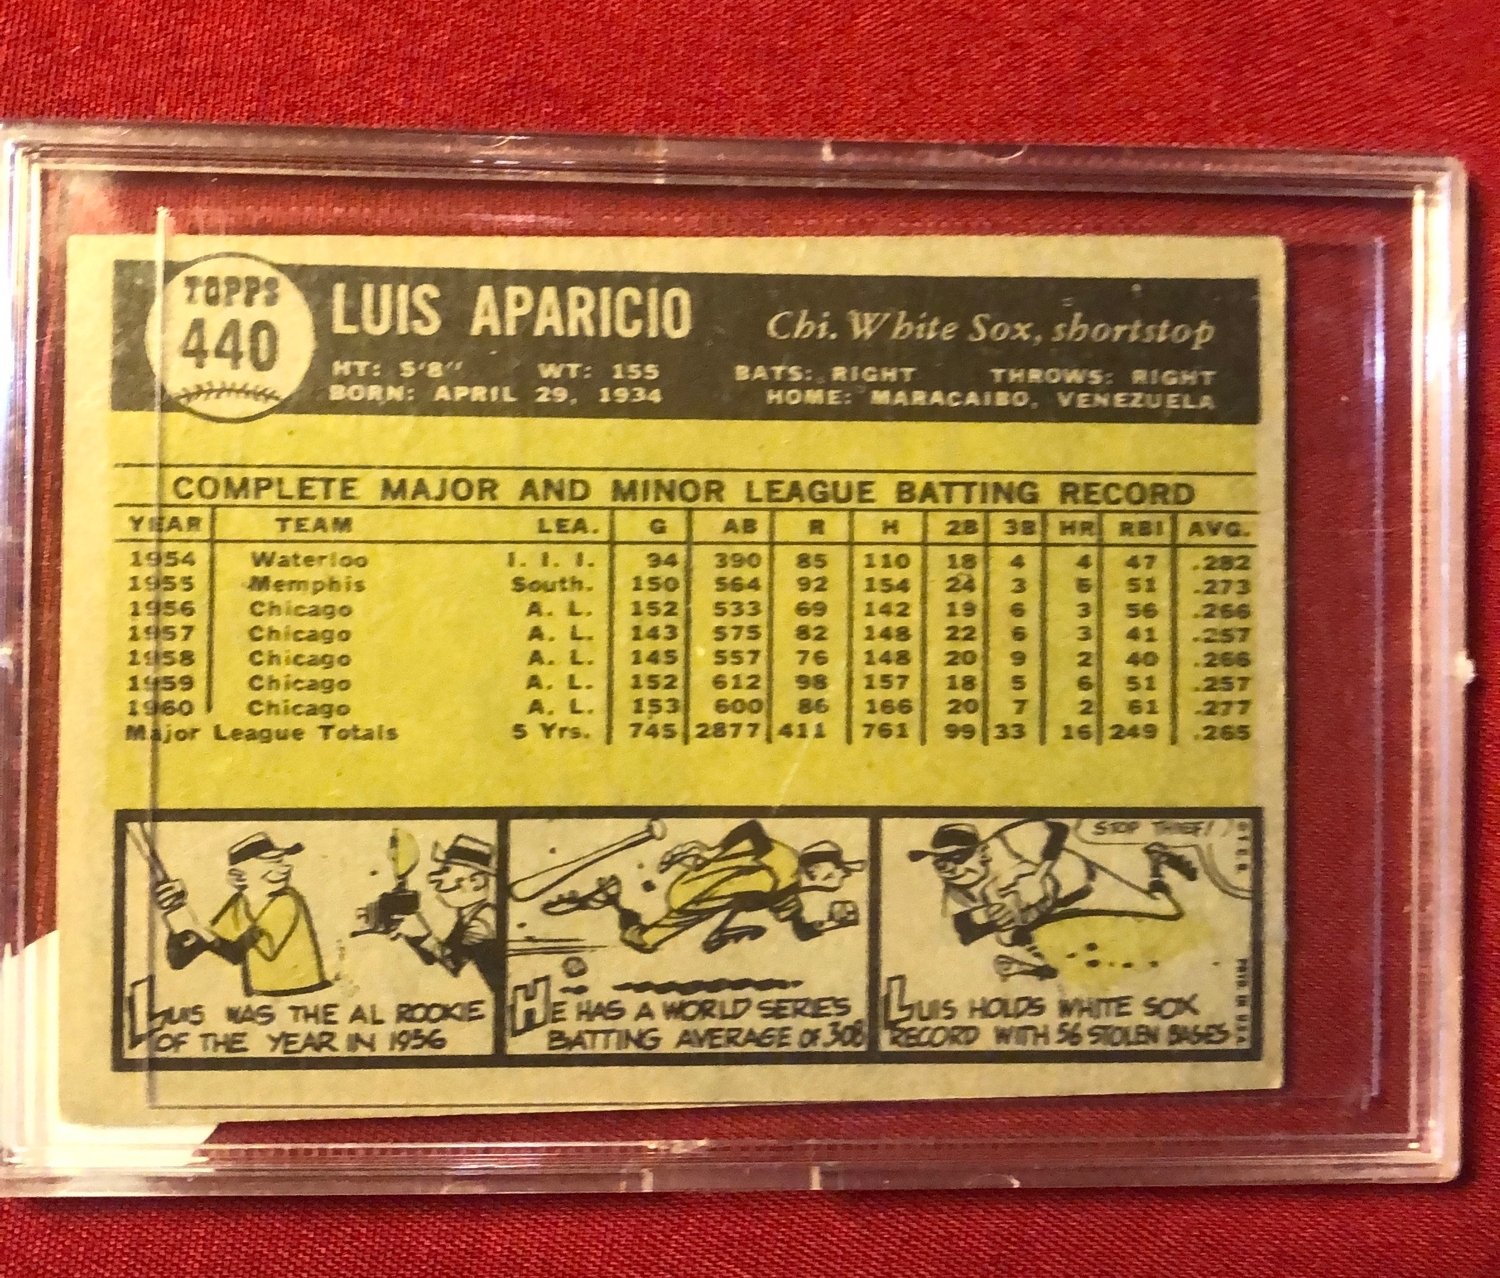 TOPPS
440
LUIS APARICIO
Chi. White Sox, shortstop
HT: 5'8" WT: 155 BATS: RIGHT THROWS: RIGHT
BORN: APRIL 29, 1934 HOME: MARACAIBO, VENEZUELA
COMPLETE MAJOR AND MINOR LEAGUE BATTING RECORD
YEAR TEAM LEA. G AB R H 2B 3B HR RBI AVG.
1954 Waterloo I. I. I. 94 390 85 110 18 4 4 47 .282
1955 Memphis South. 150 564 92 154 24 3 6 51 .273
1956 Chicago A. L. 152 533 69 142 19 6 3 56 .266
1957 Chicago A. L. 143 575 82 148 22 6 3 41 .257
1958 Chicago A. L. 145 557 76 148 20 9 2 40 .266
1959 Chicago A. L. 152 612 98 157 18 5 6 51 .257
1960 Chicago A. L. 153 600 86 166 20 7 2 61 .277
Major League Totals 5 Yrs. 745 2877 411 761 99 33 16 249 .265
LUIS WAS THE AL ROOKIE
OF THE YEAR IN 1956
HE HAS A WORLD SERIES
BATTING AVERAGE OF .308
STOP THIEF!
LUIS HOLDS WHITE SOX
RECORD WITH 56 STOLEN BASES